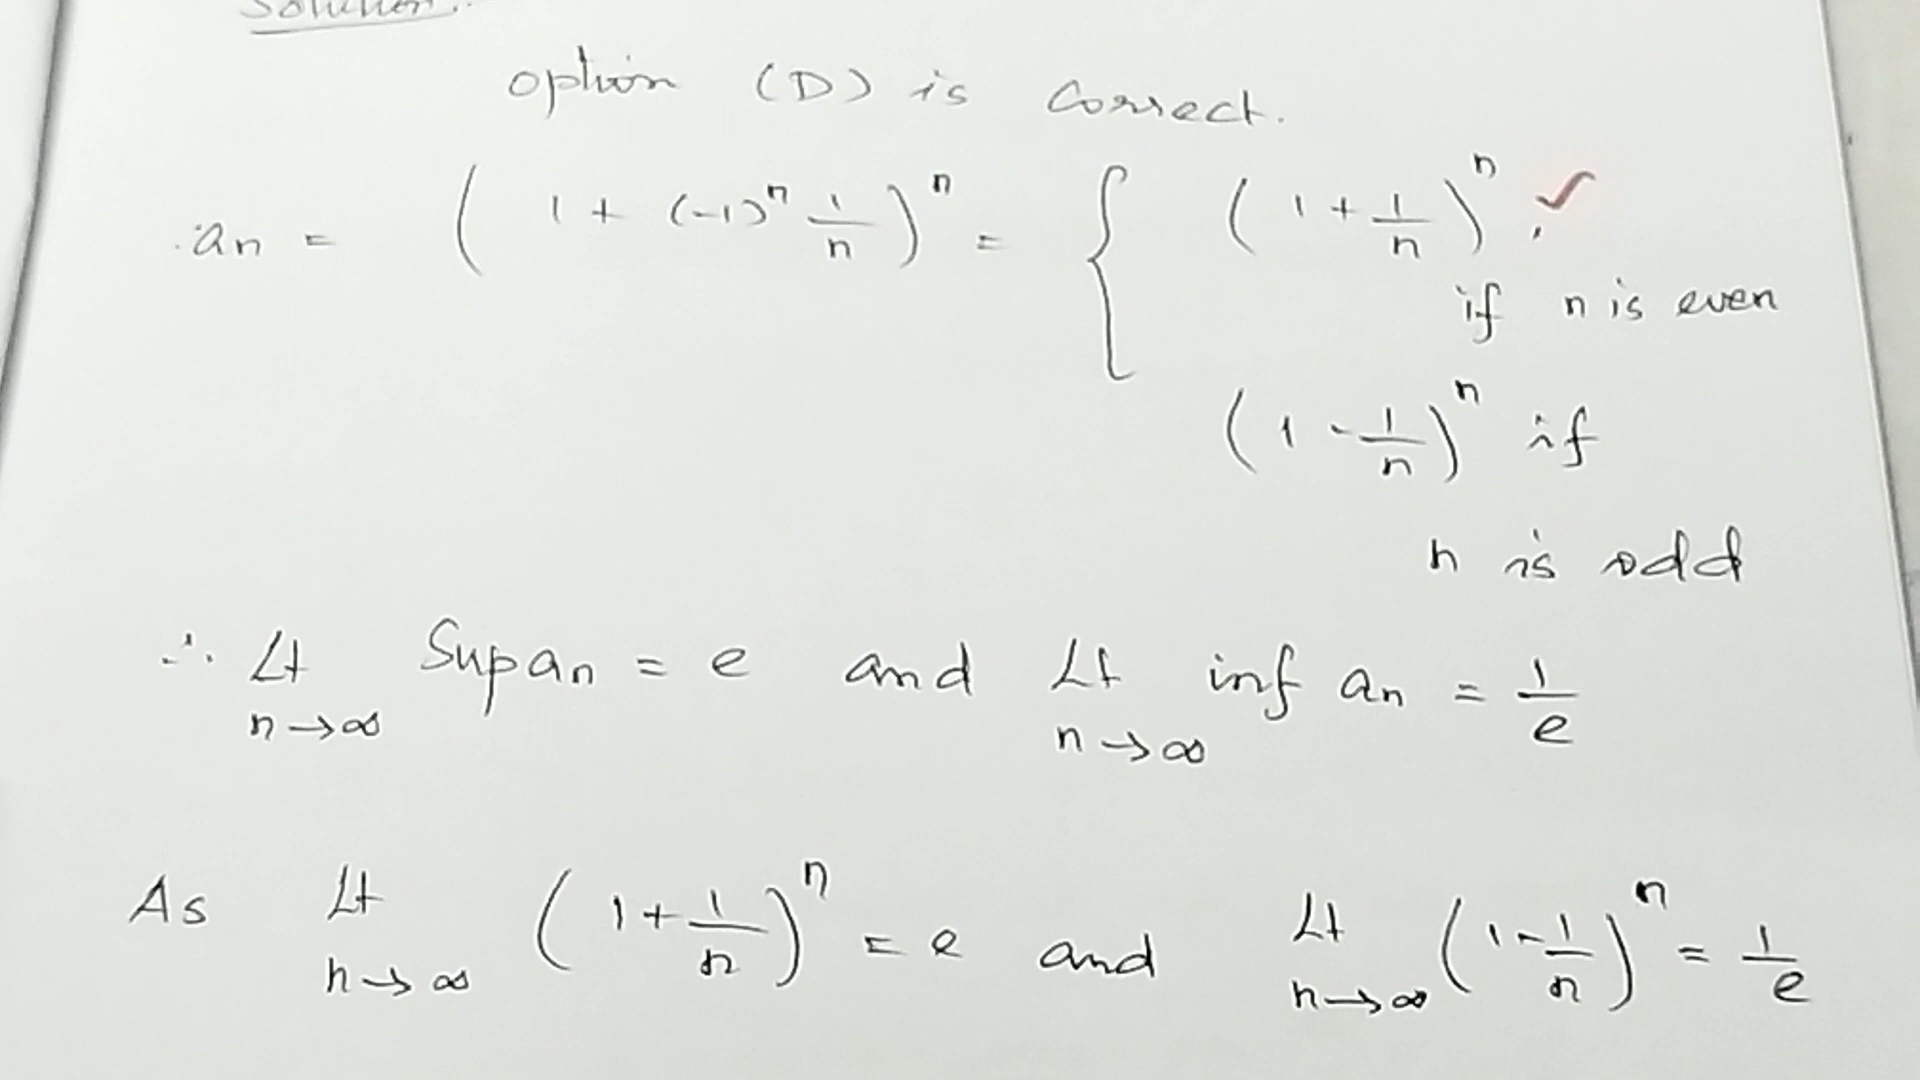 Solution:
option (D) is correct.
an = ( 1 + (-1)^n 1/n )^n = { ( 1 + 1/n )^n,
if n is even
( 1 - 1/n )^n if
n is odd
∴ Lt n→∞ Sup an = e and Lt n→∞ inf an = 1/e
As Lt n→∞ ( 1 + 1/n )^n = e and Lt n→∞ ( 1 - 1/n )^n = 1/e